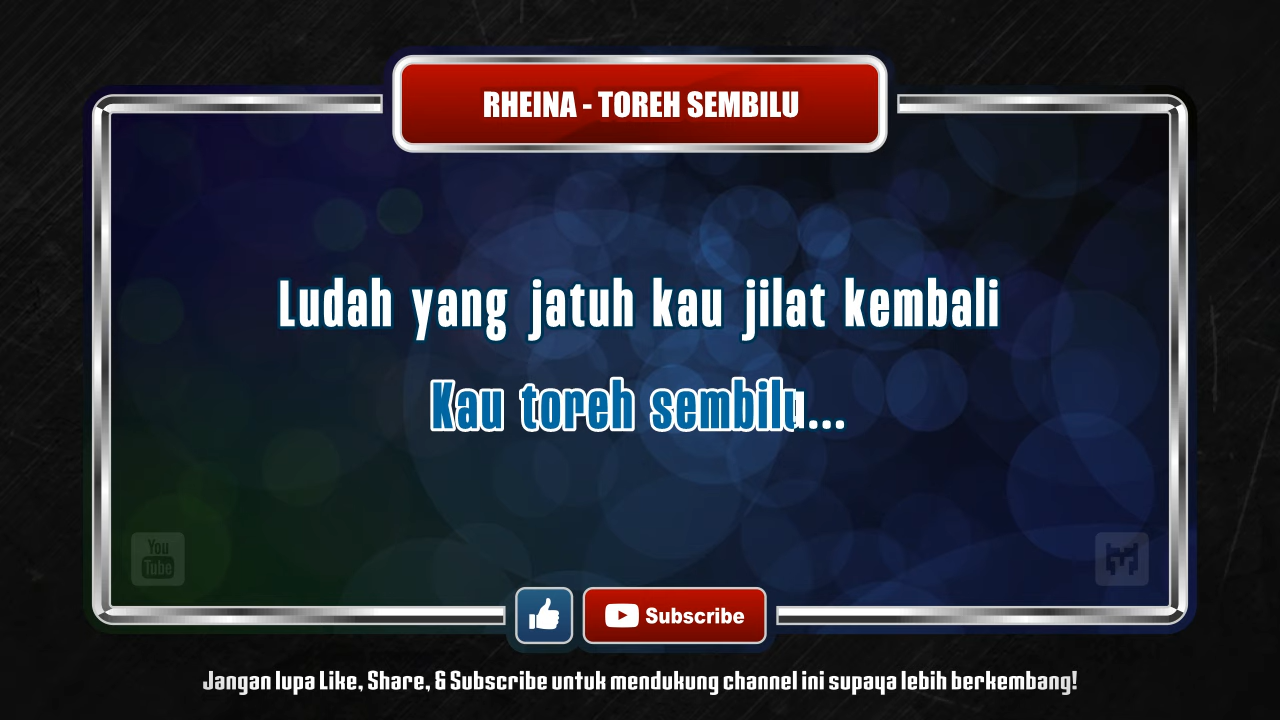 RHEINA - TOREH SEMBILU
Ludah yang jatuh kau jilat kembali
Kau toreh sembilu...
You
Tube
Subscribe
Jangan lupa Like, Share, & Subscribe untuk mendukung channel ini supaya lebih berkembang!